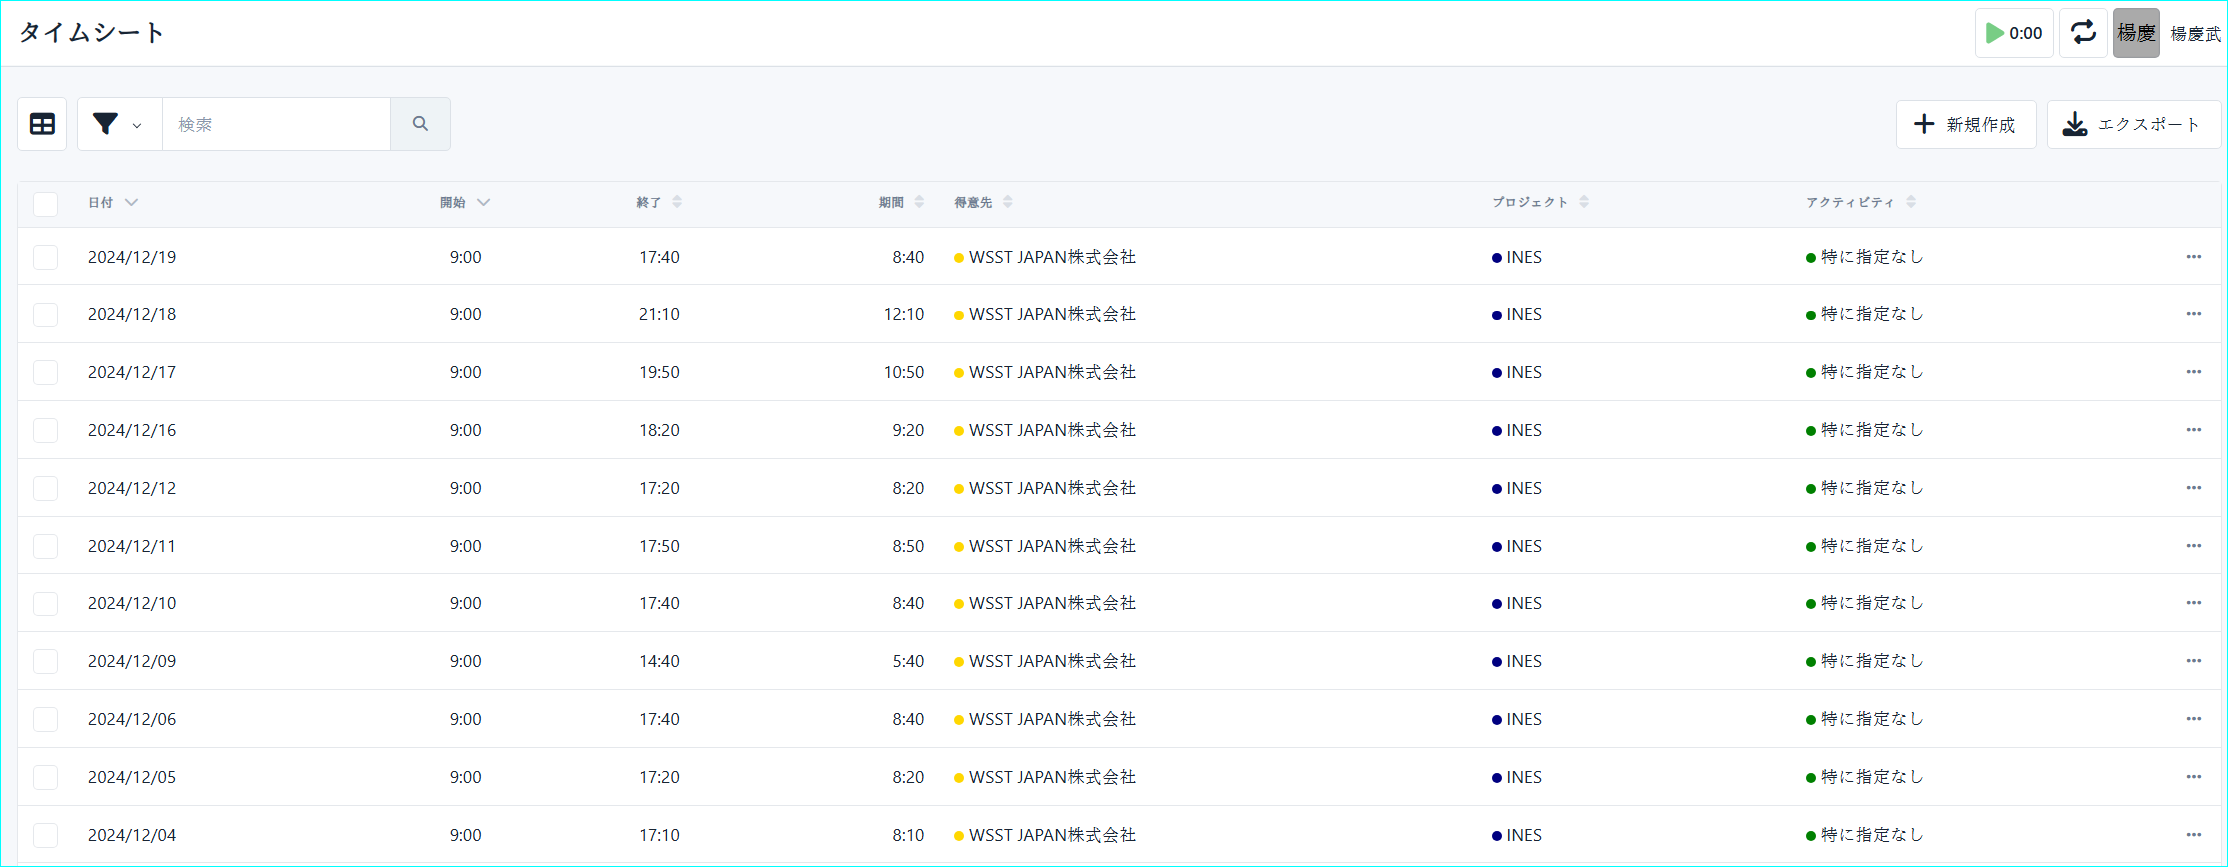 タイムシート 0:00 楊慶 楊慶武
検索 新規作成 エクスポート
日付 開始 終了 期間 得意先 プロジェクト アクティビティ
2024/12/19 9:00 17:40 8:40 WSST JAPAN株式会社 INES 特に指定なし
2024/12/18 9:00 21:10 12:10 WSST JAPAN株式会社 INES 特に指定なし
2024/12/17 9:00 19:50 10:50 WSST JAPAN株式会社 INES 特に指定なし
2024/12/16 9:00 18:20 9:20 WSST JAPAN株式会社 INES 特に指定なし
2024/12/12 9:00 17:20 8:20 WSST JAPAN株式会社 INES 特に指定なし
2024/12/11 9:00 17:50 8:50 WSST JAPAN株式会社 INES 特に指定なし
2024/12/10 9:00 17:40 8:40 WSST JAPAN株式会社 INES 特に指定なし
2024/12/09 9:00 14:40 5:40 WSST JAPAN株式会社 INES 特に指定なし
2024/12/06 9:00 17:40 8:40 WSST JAPAN株式会社 INES 特に指定なし
2024/12/05 9:00 17:20 8:20 WSST JAPAN株式会社 INES 特に指定なし
2024/12/04 9:00 17:10 8:10 WSST JAPAN株式会社 INES 特に指定なし